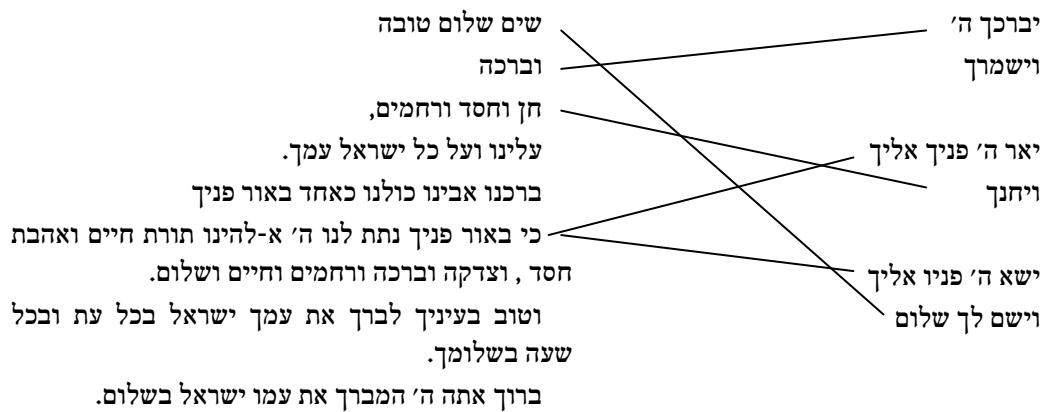 יברכך ה׳
וישמרך
יאר ה׳ פניך אליך
ויחנך
ישא ה׳ פניו אליך
וישם לך שלום
שים שלום טובה
וברכה
חן וחסד ורחמים,
עלינו ועל כל ישראל עמך.
ברכנו אבינו כולנו כאחד באור פניך
כי באור פניך נתת לנו ה׳ א-להינו תורת חיים ואהבת
חסד , וצדקה וברכה ורחמים וחיים ושלום.
וטוב בעיניך לברך את עמך ישראל בכל עת ובכל
שעה בשלומך.
ברוך אתה ה׳ המברך את עמו ישראל בשלום.